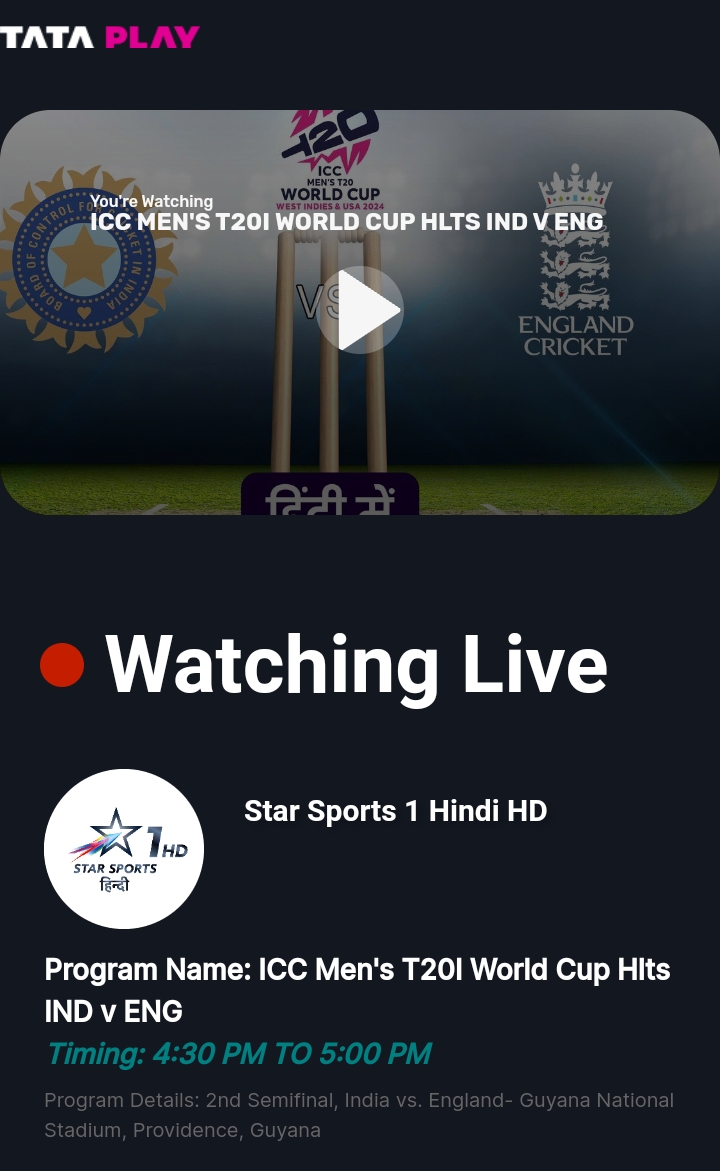 TATA PLAY
T20
ICC
MEN'S T20
WORLD CUP
WEST INDIES & USA 2024
You're Watching
ICC MEN'S T20I WORLD CUP HLTS IND V ENG
BOARD OF CONTROL FOR CRICKET IN INDIA
VS
ENGLAND
CRICKET
हिंदी में
Watching Live
1HD
STAR SPORTS
हिन्दी
Star Sports 1 Hindi HD
Program Name: ICC Men's T20I World Cup Hlts
IND v ENG
Timing: 4:30 PM TO 5:00 PM
Program Details: 2nd Semifinal, India vs. England- Guyana National
Stadium, Providence, Guyana